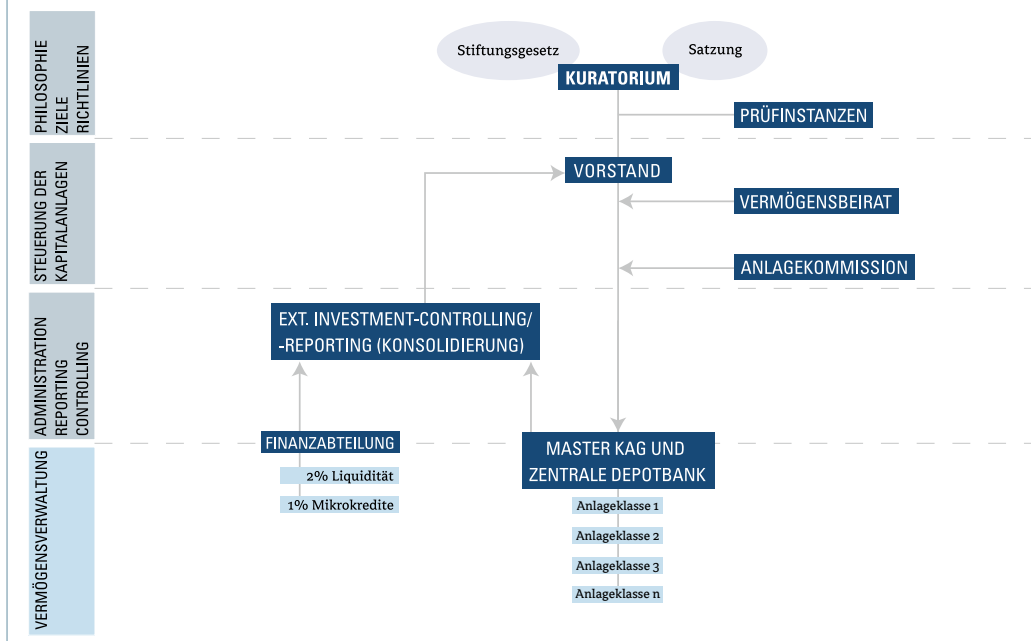 PHILOSOPHIE
ZIELE
RICHTLINIEN
Stiftungsgesetz
Satzung
KURATORIUM
PRÜFINSTANZEN
STEUERUNG DER
KAPITALANLAGEN
VORSTAND
VERMÖGENSBEIRAT
ANLAGEKOMMISSION
ADMINISTRATION
REPORTING
CONTROLLING
EXT. INVESTMENT-CONTROLLING/
-REPORTING (KONSOLIDIERUNG)
VERMÖGENSVERWALTUNG
FINANZABTEILUNG
2% Liquidität
1% Mikrokredite
MASTER KAG UND
ZENTRALE DEPOTBANK
Anlageklasse 1
Anlageklasse 2
Anlageklasse 3
Anlageklasse n